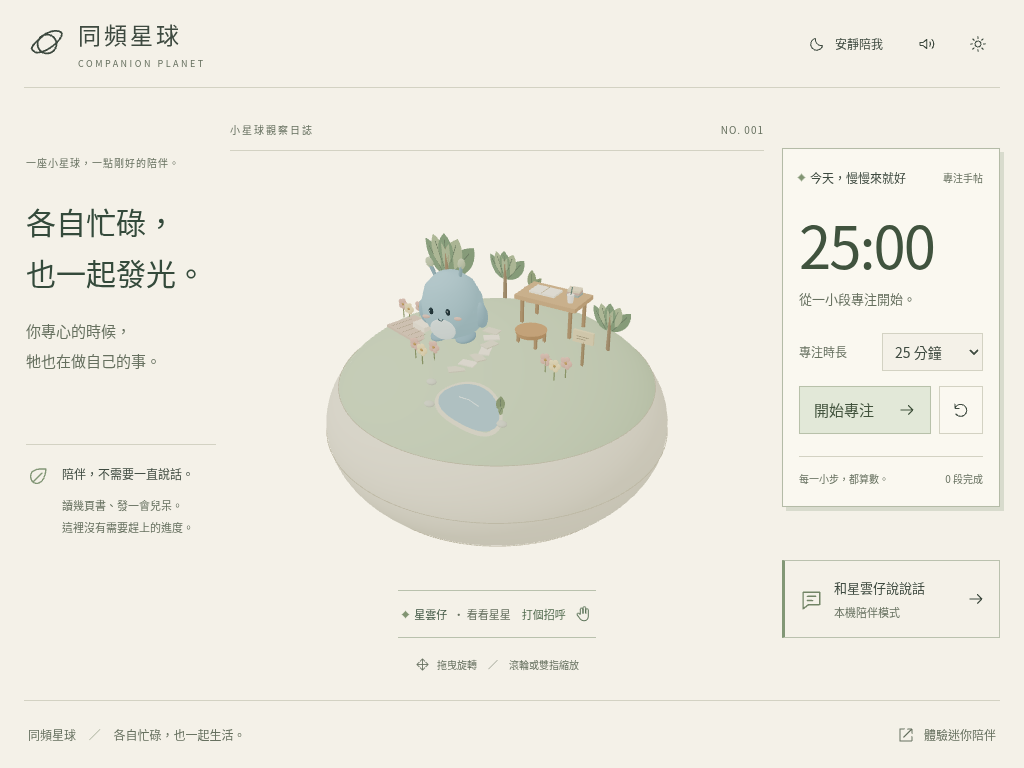 同頻星球
COMPANION PLANET
安靜陪我
小星球觀察日誌
NO. 001
一座小星球，一點剛好的陪伴。
各自忙碌，
也一起發光。
你專心的時候，
牠也在做自己的事。
陪伴，不需要一直說話。
讀幾頁書、發一會兒呆。
這裡沒有需要趕上的進度。
今天，慢慢來就好
專注手帖
25:00
從一小段專注開始。
專注時長
25 分鐘
開始專注
每一小步，都算數。
0 段完成
和星雲仔說說話
本機陪伴模式
星雲仔 · 看看星星 打個招呼
拖曳旋轉 ／ 滾輪或雙指縮放
同頻星球 ／ 各自忙碌，也一起生活。
體驗迷你陪伴